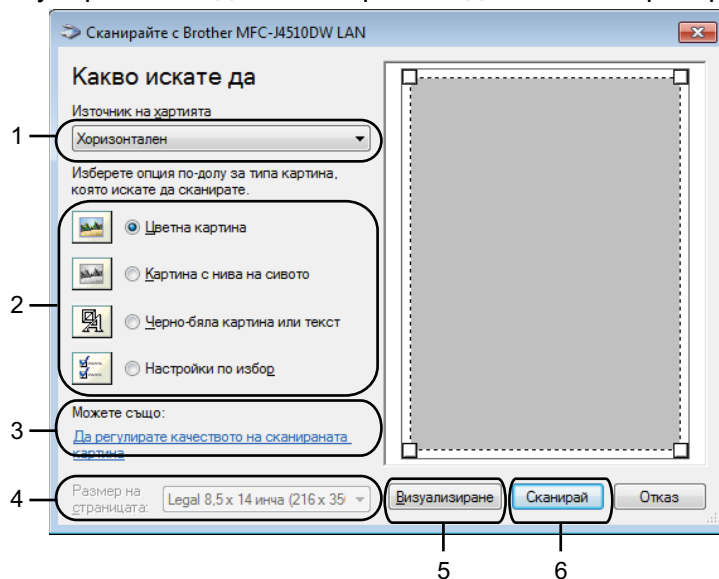 Сканирайте с Brother MFC-J4510DW LAN
Какво искате да
Източник на хартията
1
Хоризонтален
Изберете опция по-долу за типа картина,
която искате да сканирате.
Цветна картина
Картина с нива на сивото
2
Черно-бяла картина или текст
Настройки по избор
Можете също:
3
Да регулирате качеството на сканираната
картина
4
Размер на
страницата:
Legal 8,5 x 14 инча (216 x 35
Визуализиране
Сканирай
Отказ
5
6